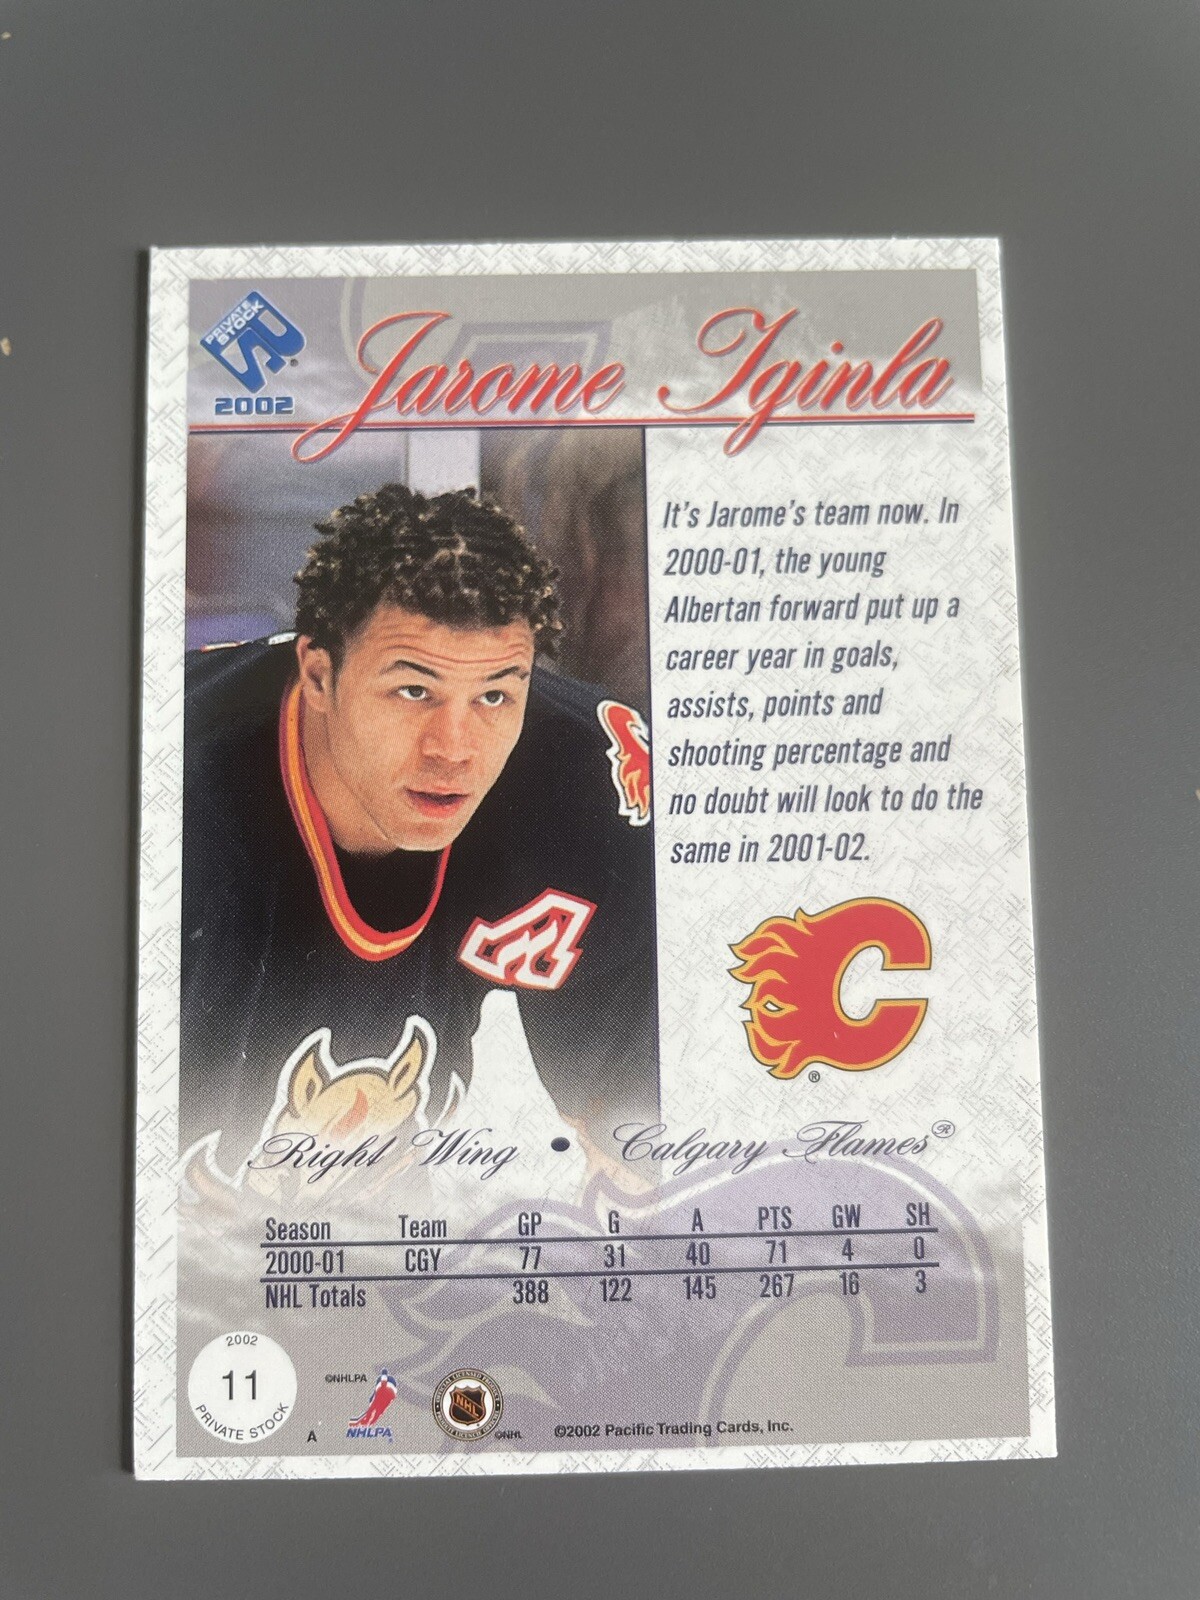 PRIVATE
STOCK
2002
Jarome Iginla
It's Jarome's team now. In
2000-01, the young
Albertan forward put up a
career year in goals,
assists, points and
shooting percentage and
no doubt will look to do the
same in 2001-02.
A
C
®
Right Wing • Calgary Flames®
Season Team GP G A PTS GW SH
2000-01 CGY 77 31 40 71 4 0
NHL Totals 388 122 145 267 16 3
2002
11
PRIVATE STOCK
A
©NHLPA
NHLPA
NHL
©NHL
©2002 Pacific Trading Cards, Inc.